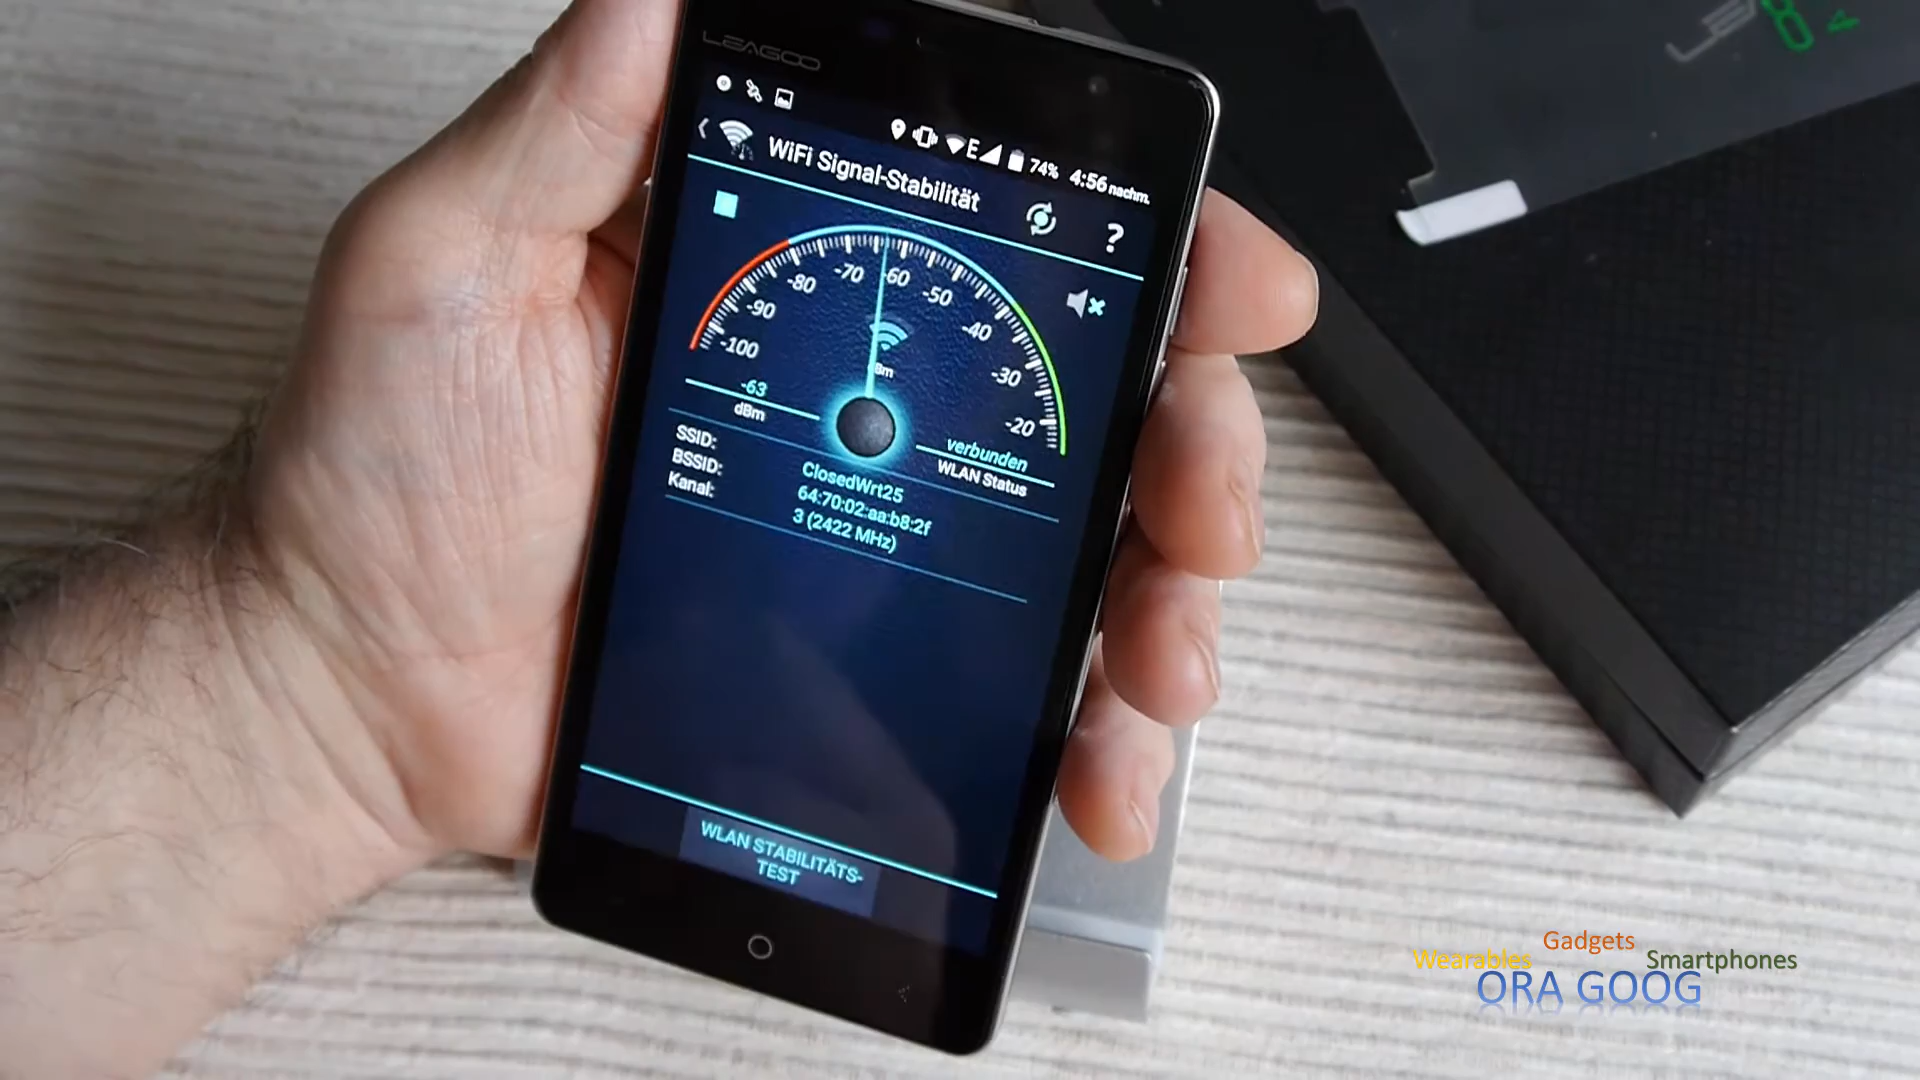 LEAGOO
74% 4:56 nachm.
E
WiFi Signal-Stabilität
?
-100
-90
-80
-70
-60
-50
-40
-30
-20
-63
dBm
verbunden
WLAN Status
SSID: ClosedWrt25
BSSID: 64:70:02:aa:b8:2f
Kanal: 3 (2422 MHz)
WLAN STABILITÄTS-
TEST
Gadgets
Wearables Smartphones
ORA GOOG